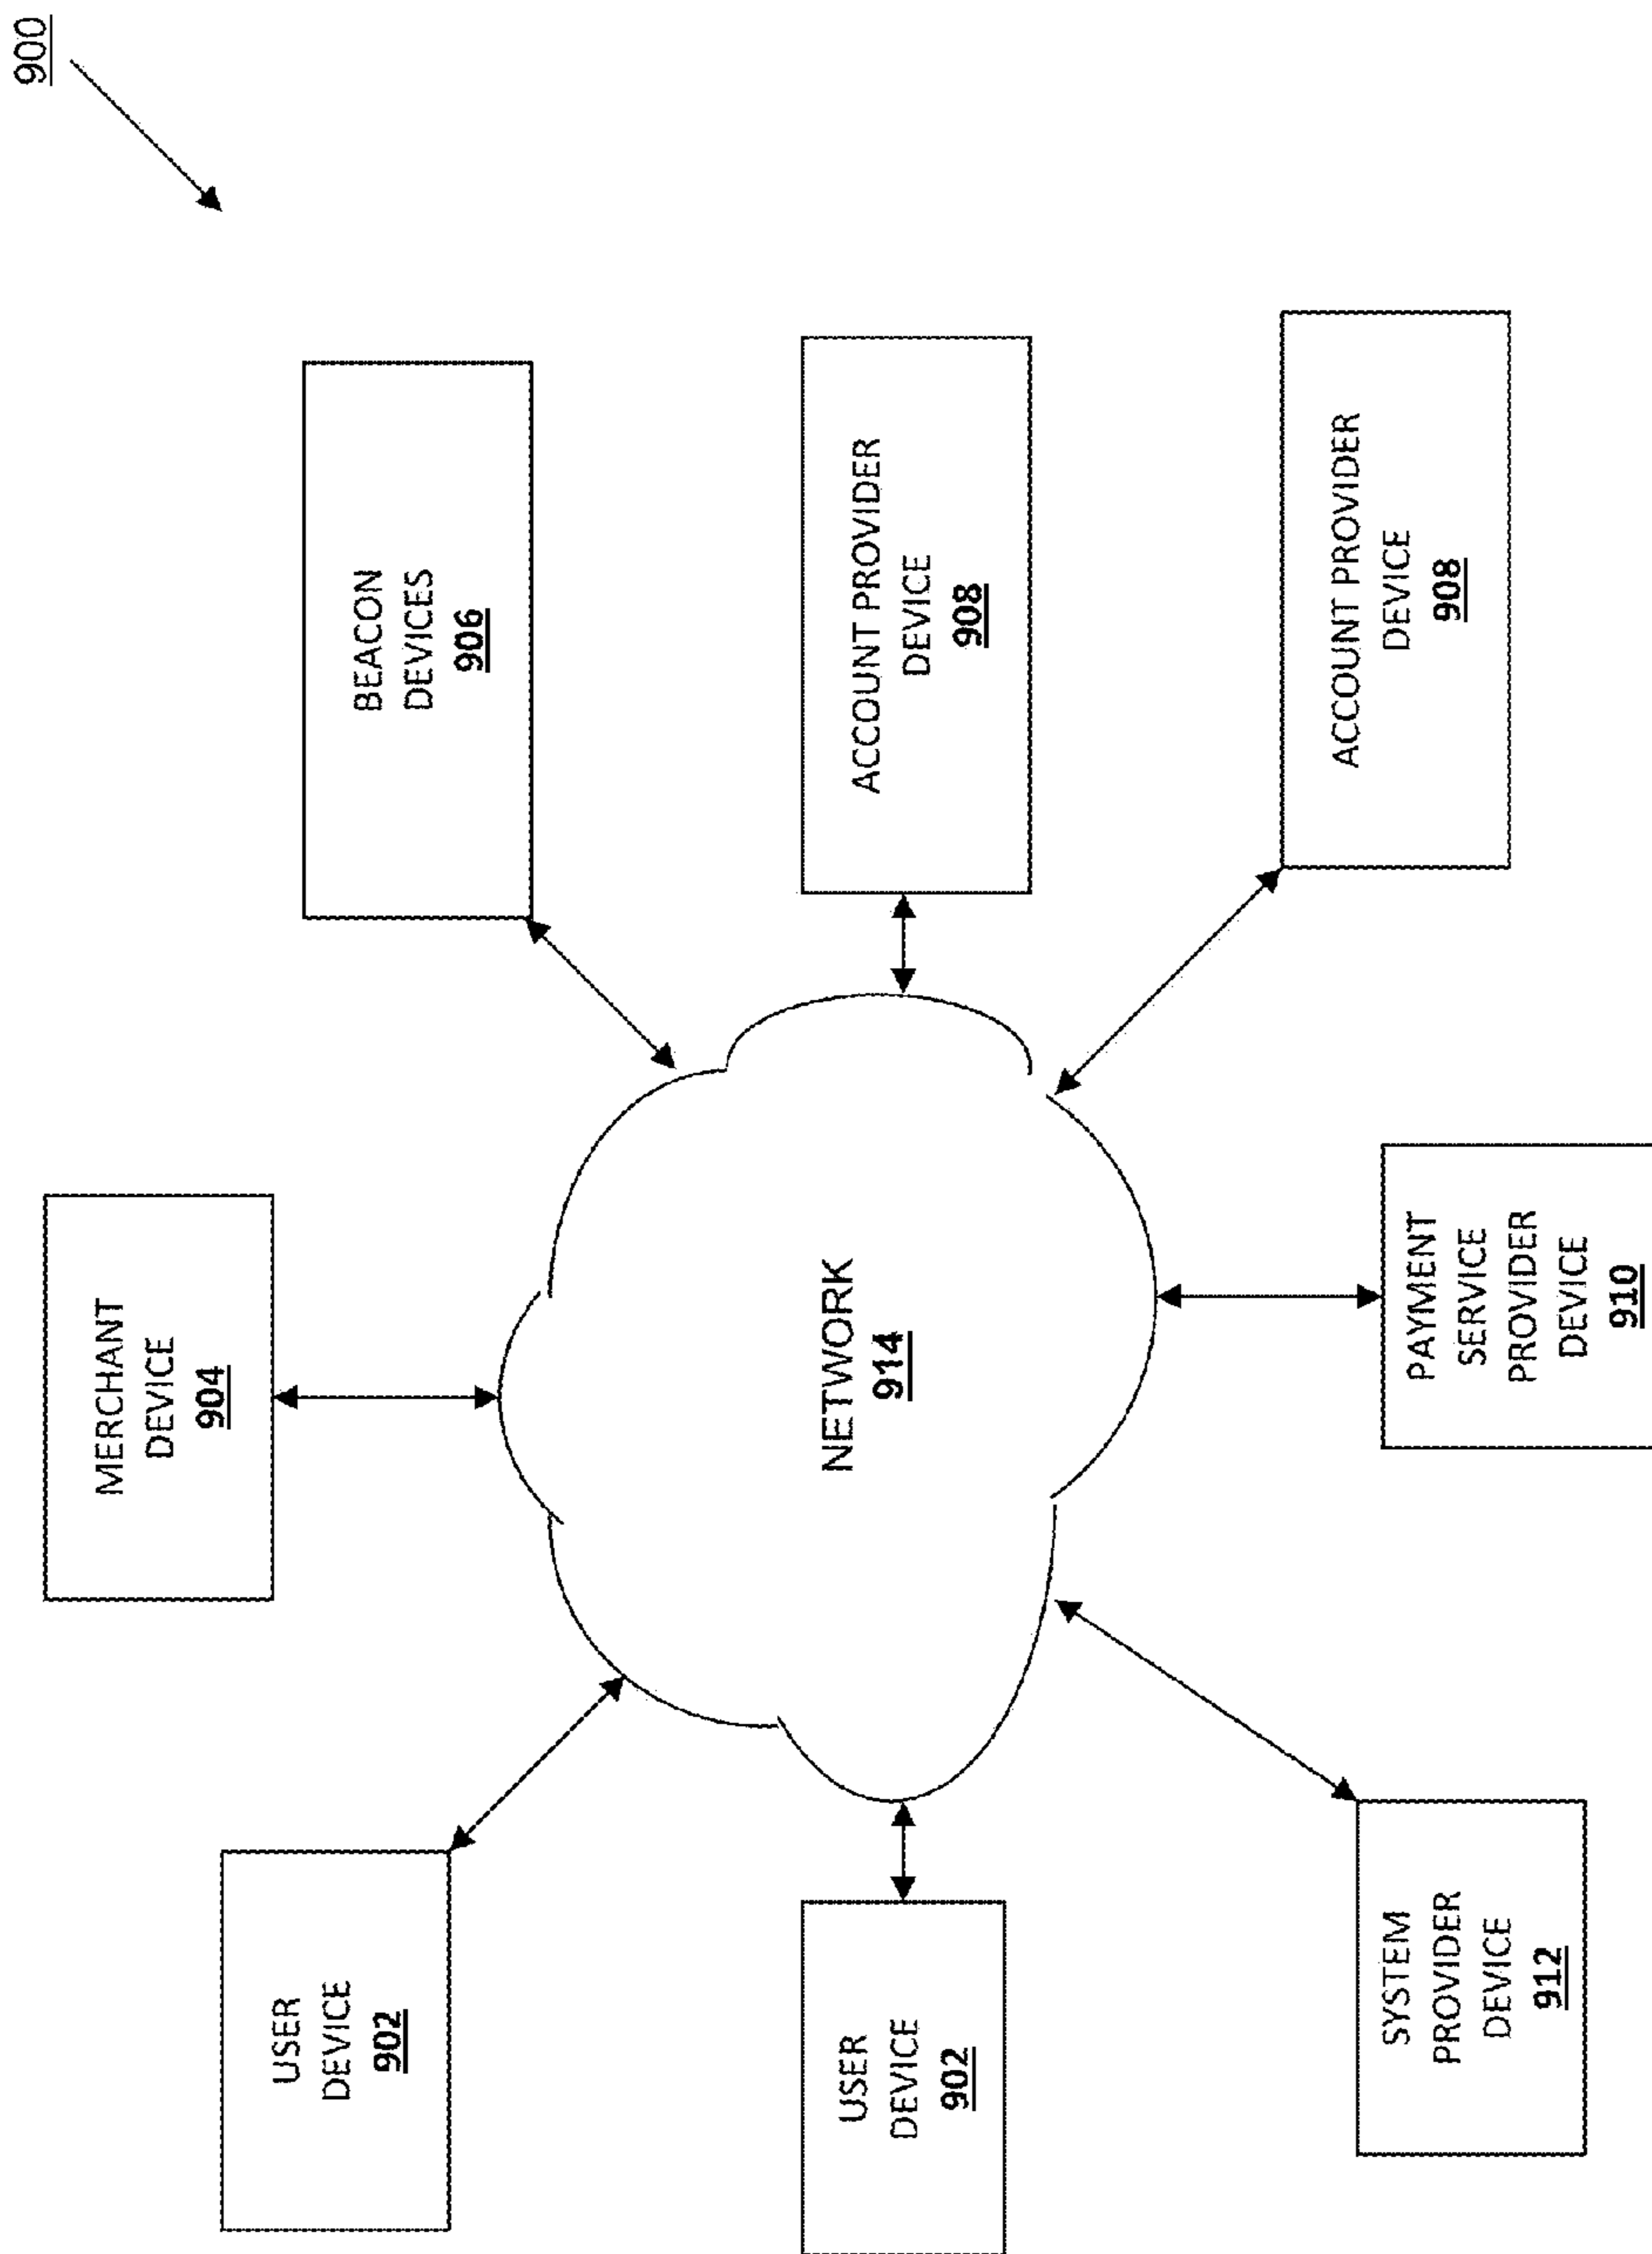 900
USER
DEVICE
902
MERCHANT
DEVICE
904
BEACON
DEVICES
906
USER
DEVICE
902
NETWORK
914
ACCOUNT PROVIDER
DEVICE
908
SYSTEM
PROVIDER
DEVICE
912
PAYMENT
SERVICE
PROVIDER
DEVICE
910
ACCOUNT PROVIDER
DEVICE
908